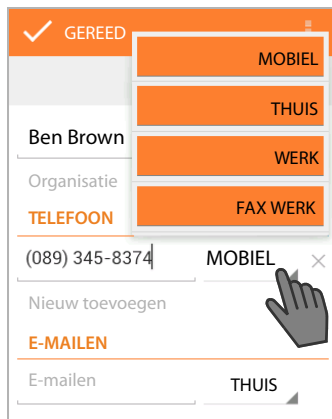 GEREED
MOBIEL
THUIS
WERK
FAX WERK
Ben Brown
Organisatie
TELEFOON
(089) 345-8374 MOBIEL
Nieuw toevoegen
E-MAILEN
E-mailen THUIS